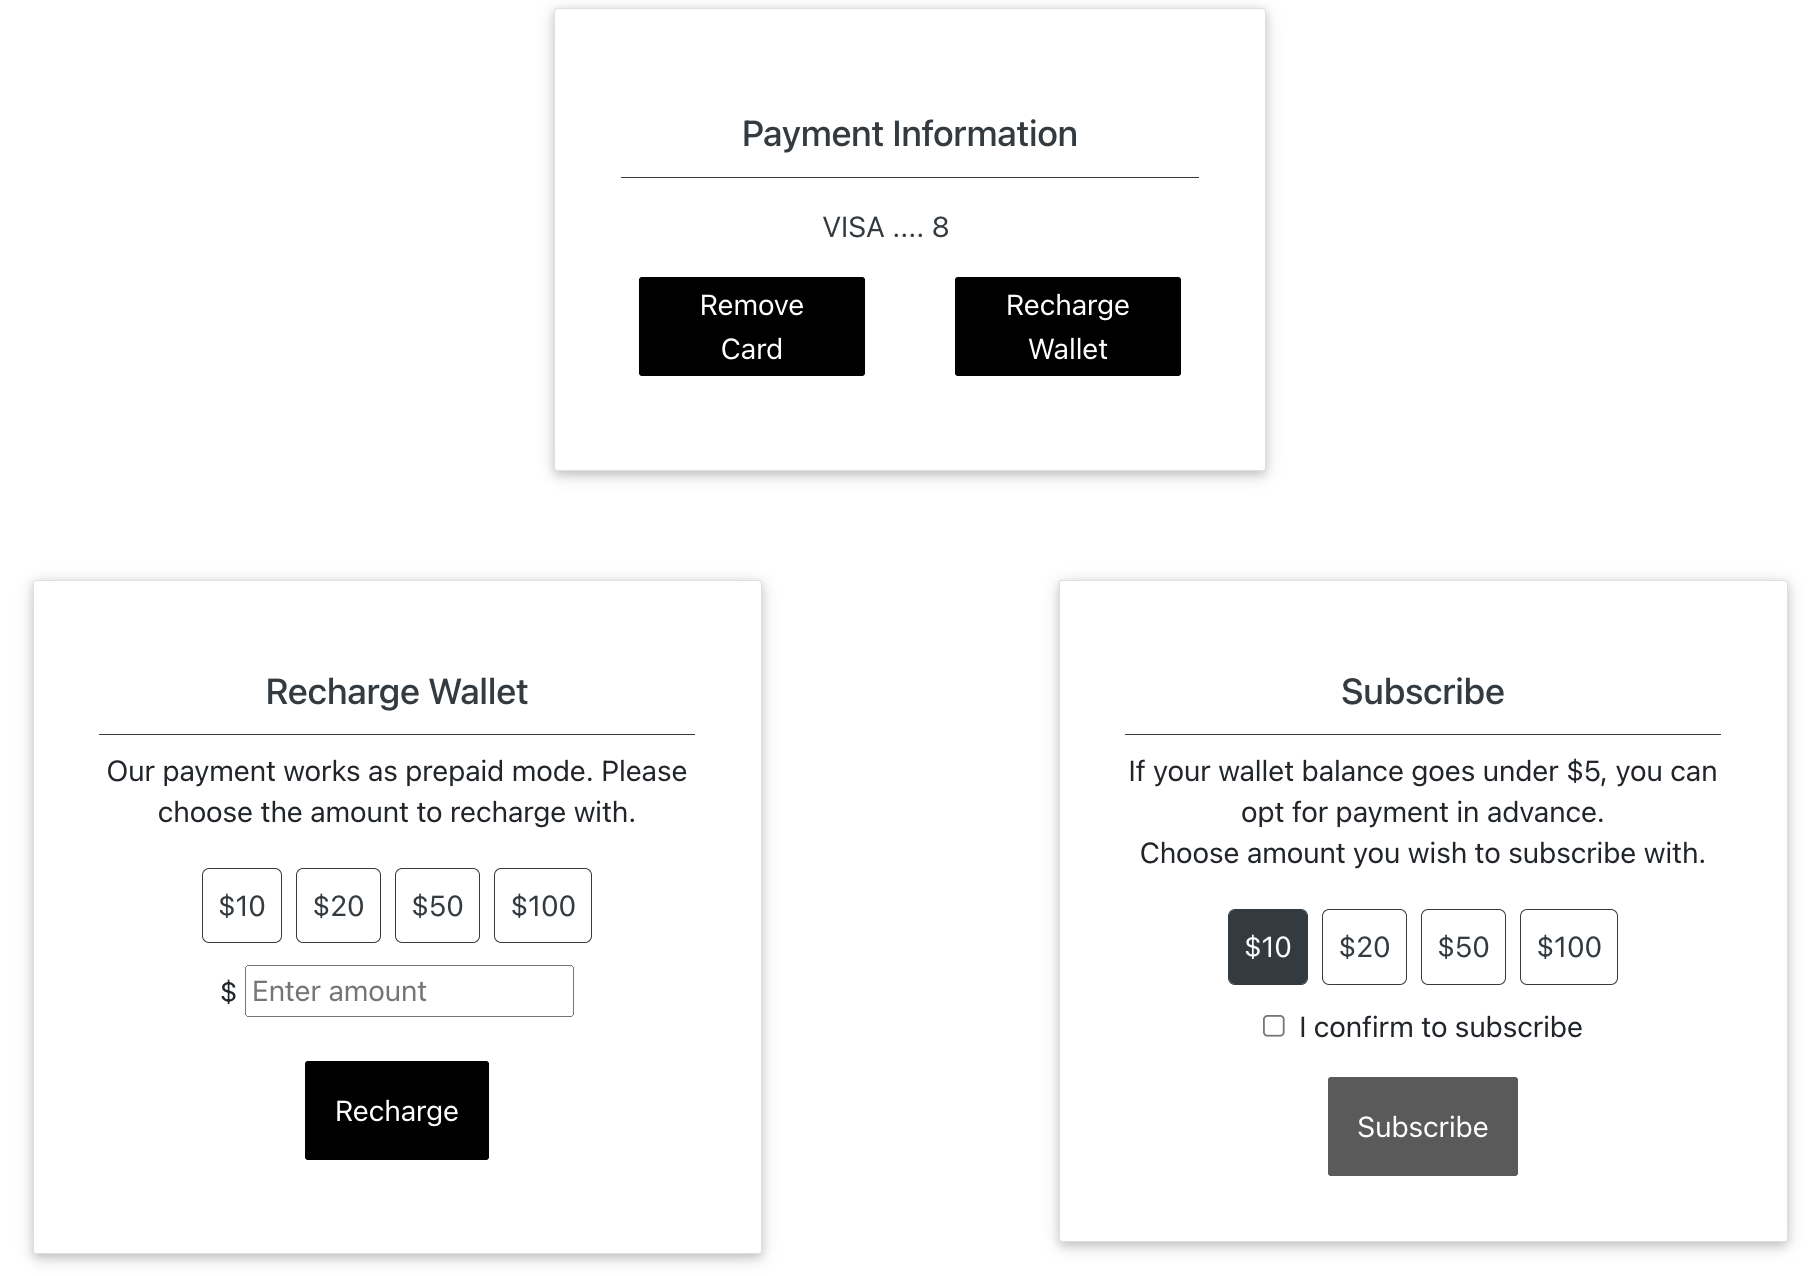 Payment Information
VISA .... 8
Remove
Card
Recharge
Wallet
Recharge Wallet
Our payment works as prepaid mode. Please
choose the amount to recharge with.
$10 $20 $50 $100
$ Enter amount
Recharge
Subscribe
If your wallet balance goes under $5, you can
opt for payment in advance.
Choose amount you wish to subscribe with.
$10 $20 $50 $100
I confirm to subscribe
Subscribe